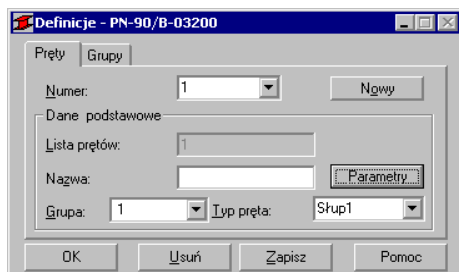 Definicje - PN-90/B-03200
Pręty Grupy
Numer: 1 Nowy
Dane podstawowe
Lista prętów: 1
Nazwa: Parametry
Grupa: 1 Typ pręta: Słup1
OK Usuń Zapisz Pomoc